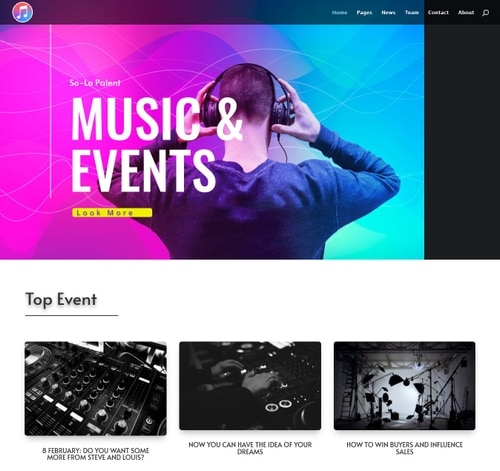 Home Pages News Team Contact About
So-Lo Palent
MUSIC &
EVENTS
Look More
Top Event
8 FEBRUARY: DO YOU WANT SOME
MORE FROM STEVE AND LOUIS?
NOW YOU CAN HAVE THE IDEA OF YOUR
DREAMS
HOW TO WIN BUYERS AND INFLUENCE
SALES